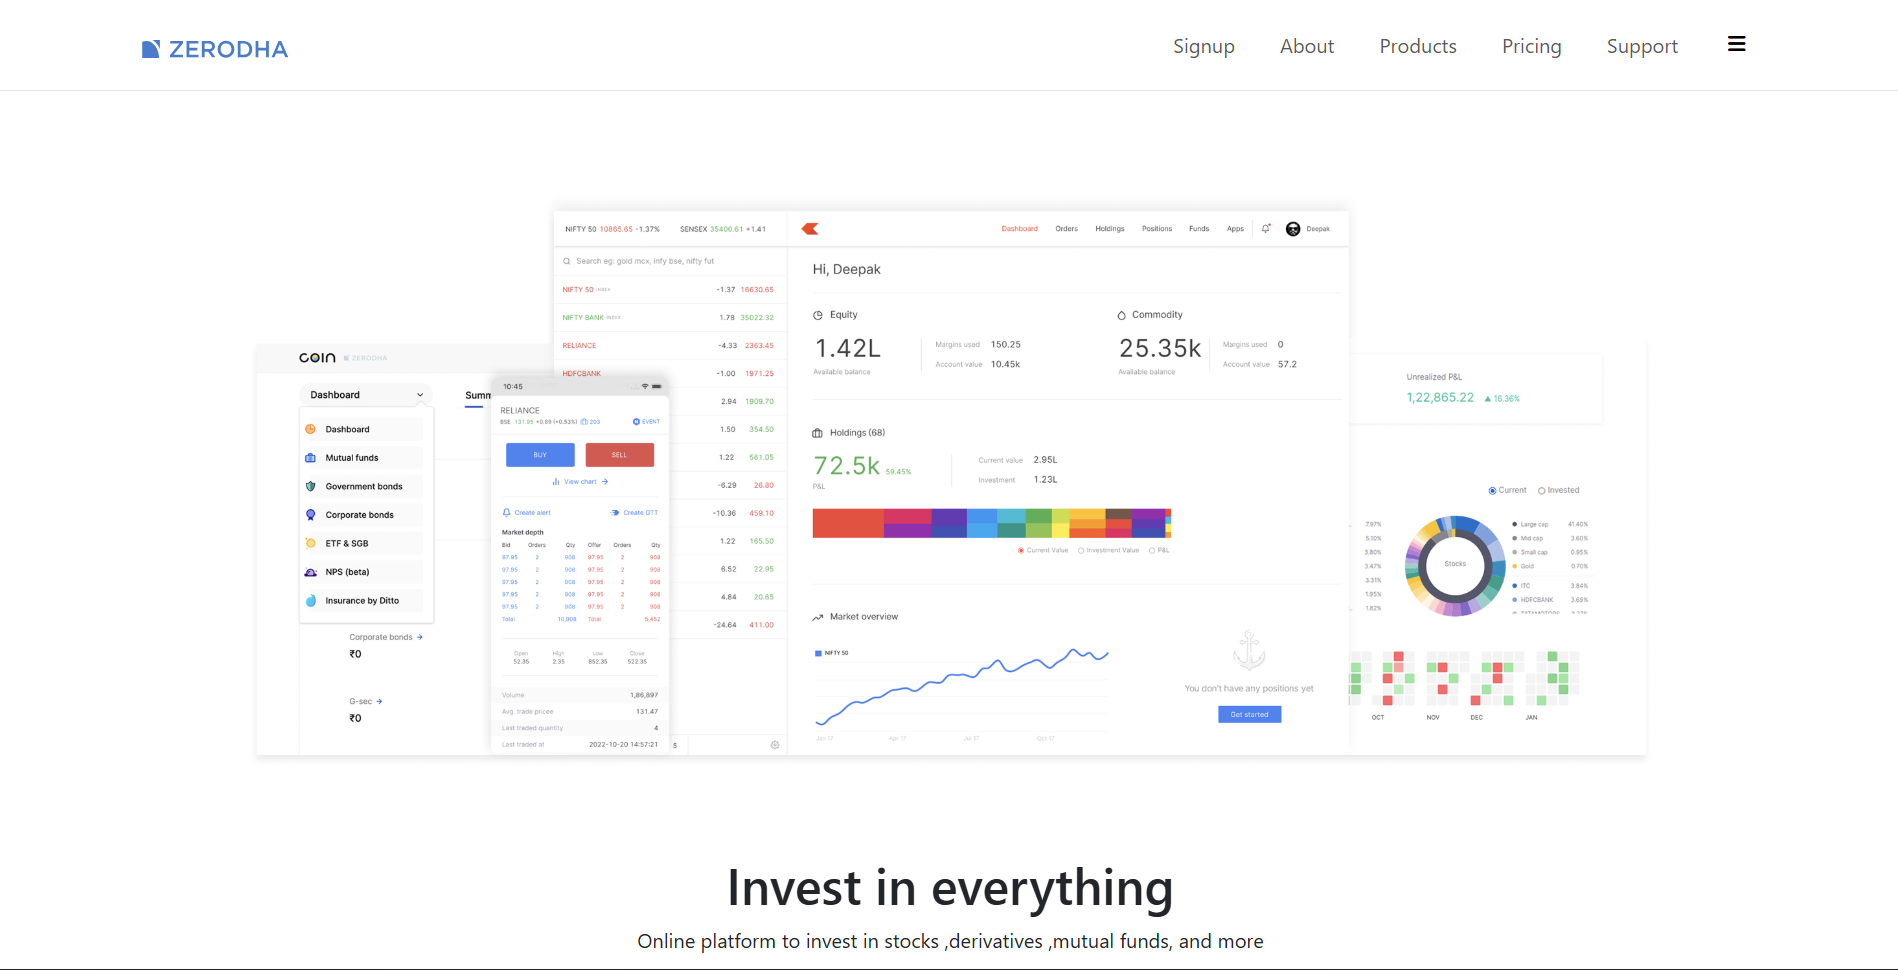 ZERODHA
Signup About Products Pricing Support
NIFTY 50 10865.65 -1.37% SENSEX 35400.61 +1.41
Dashboard Orders Holdings Positions Funds Apps Deepak
Search eg: gold mcx, infy bse, nifty fut
NIFTY 50 INDEX -1.37 16630.65
NIFTY BANK INDEX 1.78 35022.32
RELIANCE -4.33 2363.45
HDFCBANK -1.00 1971.25
2.94 1909.70
1.50 354.50
1.22 561.05
-6.29 26.80
-10.36 459.10
1.22 165.50
6.52 22.95
4.84 20.65
-24.64 411.00
5
Hi, Deepak
Equity
1.42L
Available balance
Margins used 150.25
Account value 10.45k
Commodity
25.35k
Available balance
Margins used 0
Account value 57.2
Holdings (68)
72.5k 59.45%
P&L
Current value 2.95L
Investment 1.23L
Current Value Investment Value P&L
Market overview
NIFTY 50
Jan 17 Apr 17 Jul 17 Oct 17
You don't have any positions yet
Get started
coin ZERODHA
Dashboard
Summ
Dashboard
Mutual funds
Government bonds
Corporate bonds
ETF & SGB
NPS (beta)
Insurance by Ditto
Corporate bonds
₹0
G-sec
₹0
10:45
RELIANCE
BSE 131.95 +0.69 (+0.53%) 203 EVENT
BUY SELL
View chart
Create alert Create GTT
Market depth
Bid Orders Qty Offer Orders Qty
97.95 2 908 97.95 2 908
97.95 2 908 97.95 2 908
97.95 2 908 97.95 2 908
97.95 2 908 97.95 2 908
97.95 2 908 97.95 2 908
Total 10,908 Total 5,452
Open High Low Close
52.35 2.35 852.35 522.35
Volume 1,86,897
Avg. trade pricee 131.47
Last traded quantity 4
Last traded at 2022-10-20 14:57:21
Unrealized P&L
1,22,865.22 16.36%
Current Invested
7.97%
5.10%
3.80%
3.47%
3.31%
1.95%
1.62%
Stocks
Large cap 41.40%
Mid cap 3.60%
Small cap 0.95%
Gold 0.70%
ITC 3.84%
HDFCBANK 3.69%
OCT NOV DEC JAN
Invest in everything
Online platform to invest in stocks ,derivatives ,mutual funds, and more